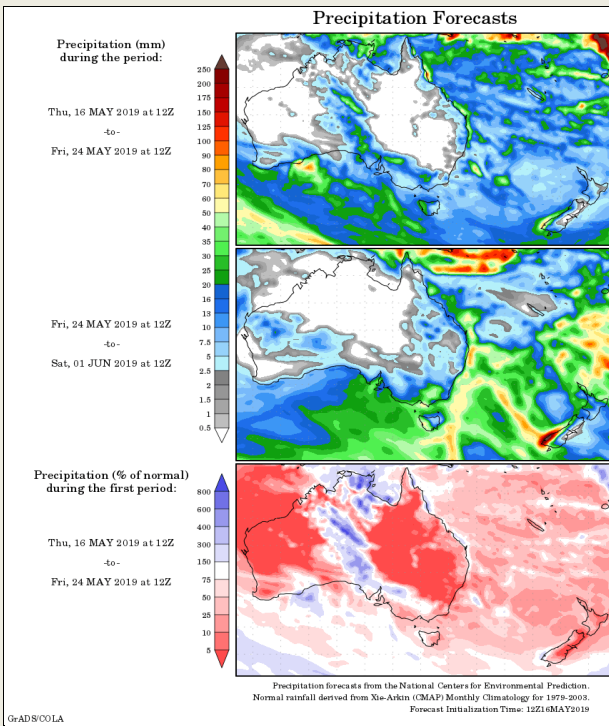 Precipitation Forecasts
Precipitation (mm)
during the period:
Thu, 16 MAY 2019 at 12Z
-to-
Fri, 24 MAY 2019 at 12Z
250
200
175
150
125
100
90
80
70
60
50
40
35
30
25
20
16
13
10
7.5
5
2.5
2
1.5
1
0.5
Fri, 24 MAY 2019 at 12Z
-to-
Sat, 01 JUN 2019 at 12Z
Precipitation (% of normal)
during the first period:
Thu, 16 MAY 2019 at 12Z
-to-
Fri, 24 MAY 2019 at 12Z
800
600
400
300
150
75
50
25
10
5
Precipitation forecasts from the National Centers for Environmental Prediction.
Normal rainfall derived from Xie-Arkin (CMAP) Monthly Climatology for 1979-2003.
Forecast Initialization Time: 12Z16MAY2019
GrADS/COLA